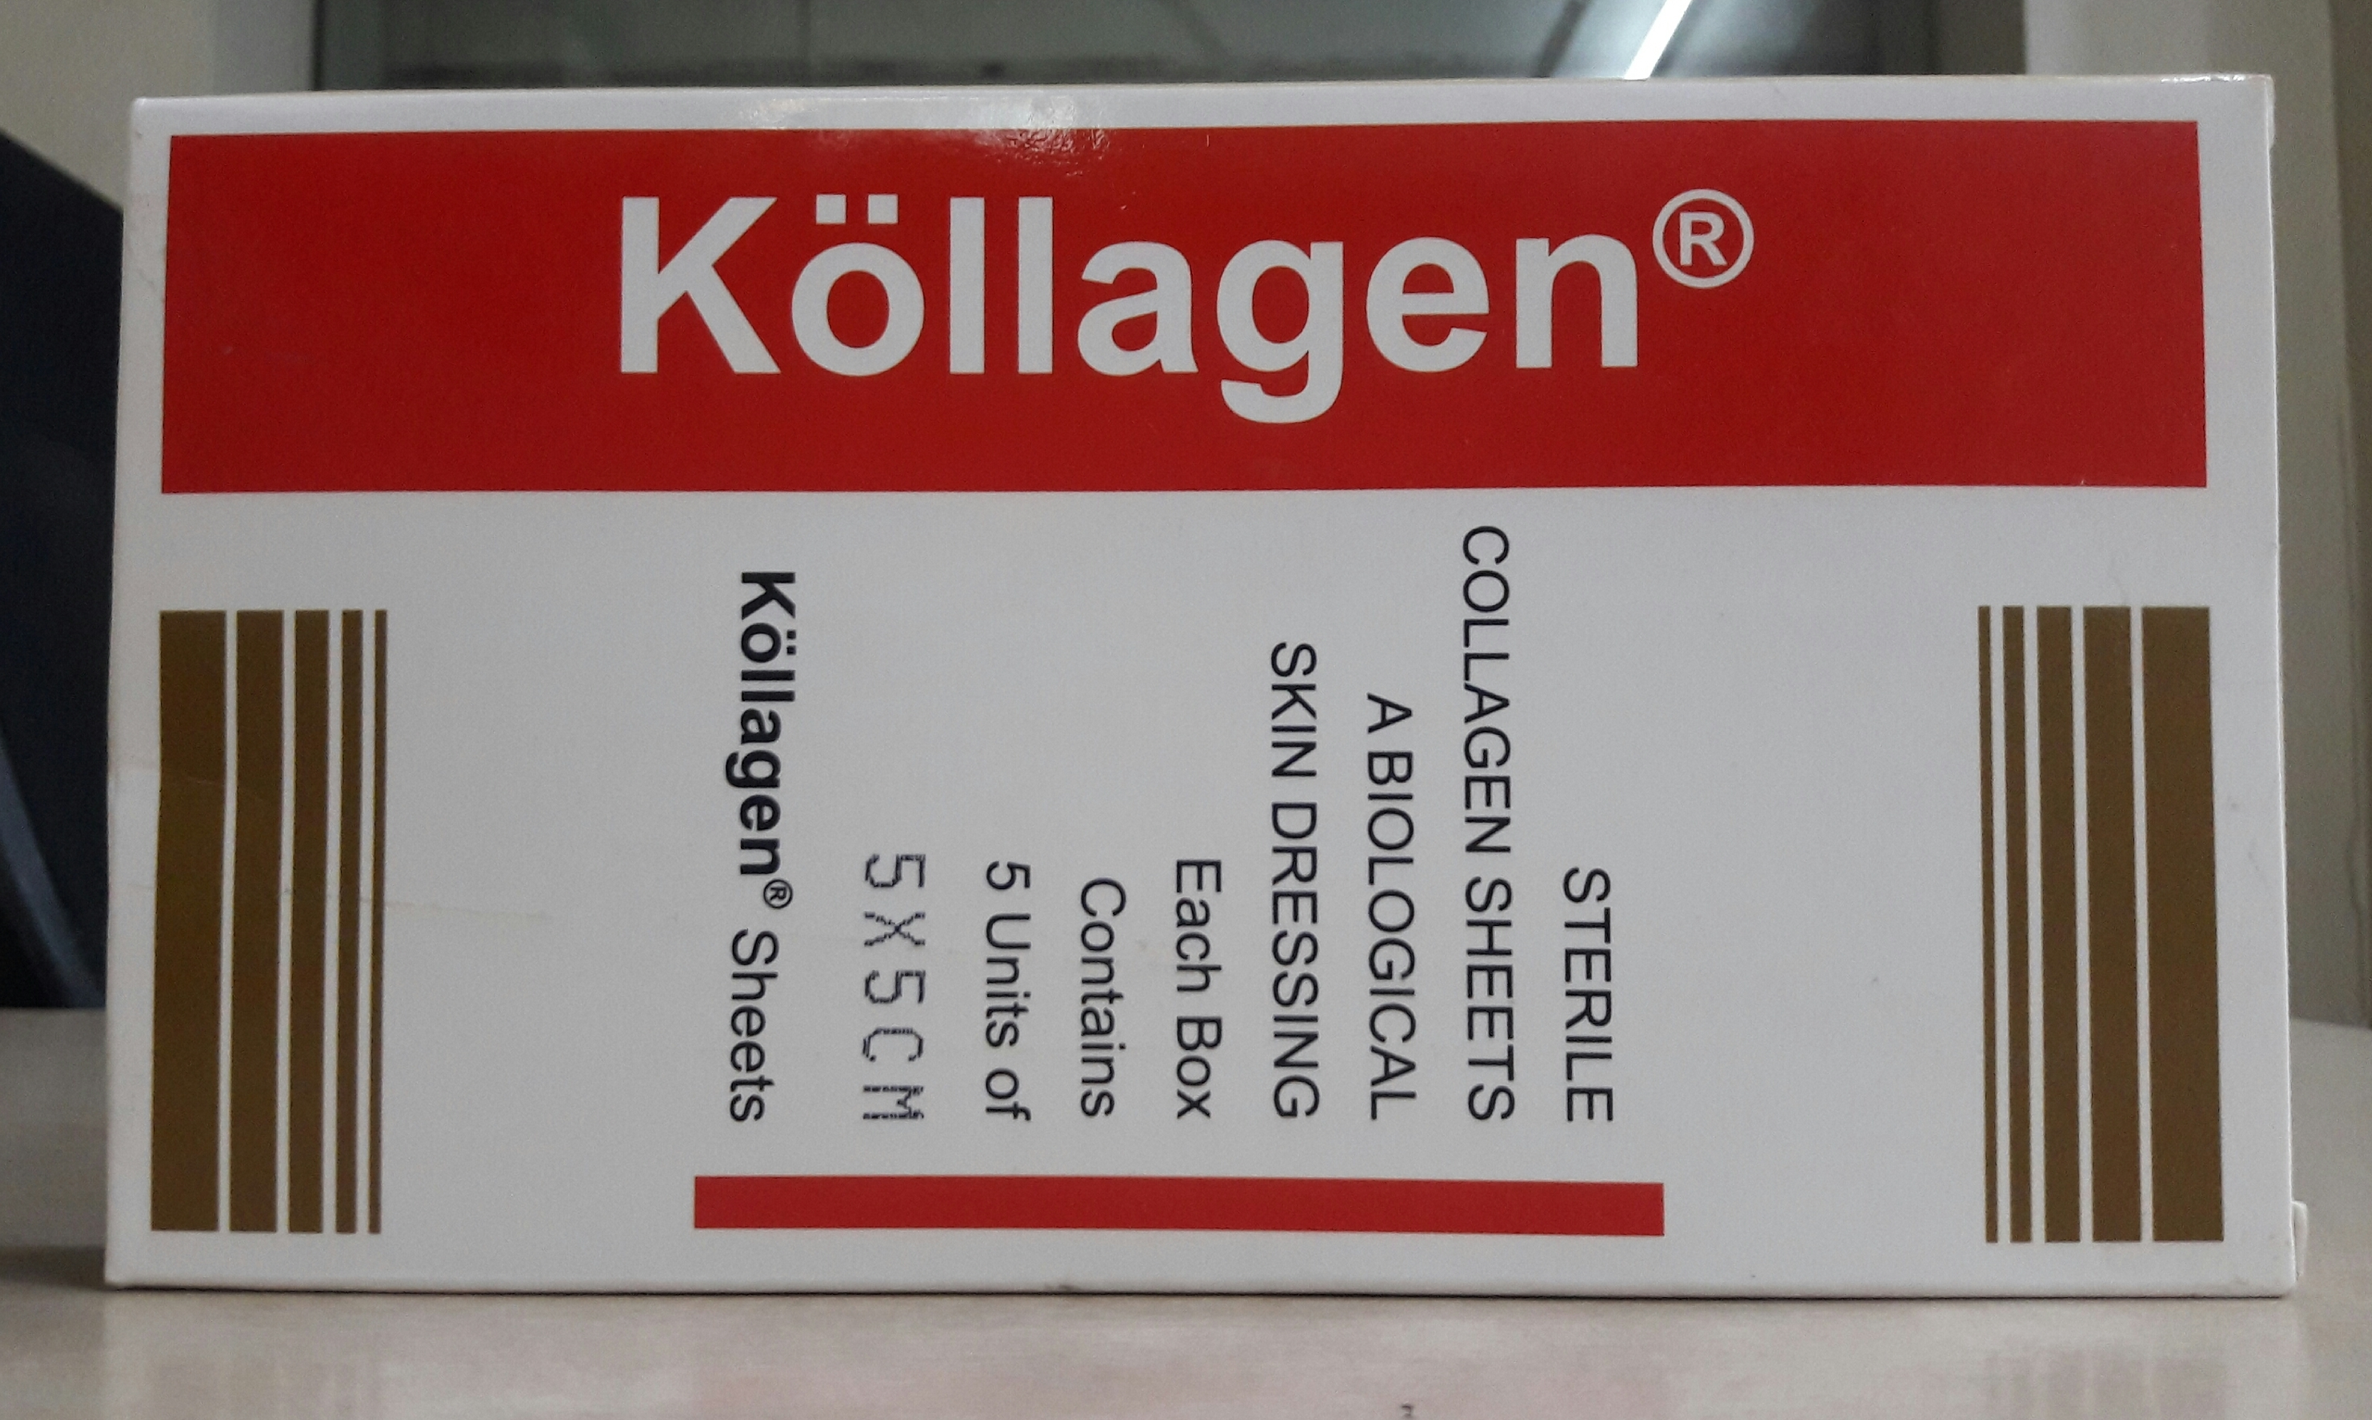 Köllagen®
STERILE
COLLAGEN SHEETS
A BIOLOGICAL
SKIN DRESSING
Each Box
Contains
5 Units of
5X5CM
Köllagen® Sheets